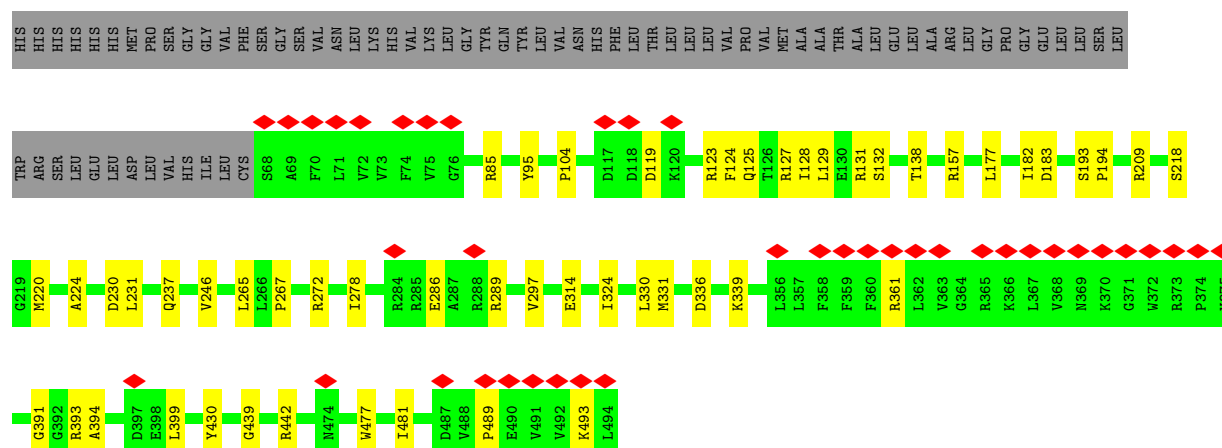 HIS HIS HIS HIS HIS HIS MET PRO SER GLY GLY VAL PHE SER GLY SER VAL ASN LEU LYS HIS VAL LYS LEU GLY TYR GLN TYR LEU VAL ASN HIS PHE LEU THR LEU LEU LEU VAL PRO VAL MET ALA ALA THR ALA LEU GLU LEU ALA ARG LEU GLY PRO GLY GLU LEU LEU SER LEU
TRP ARG SER LEU GLU LEU ASP LEU VAL HIS ILE LEU CYS S68 A69 F70 L71 V72 V73 F74 V75 G76 R85 Y95 P104 D117 D118 D119 K120 R123 F124 Q125 T126 R127 I128 L129 E130 R131 S132 T138 R157 L177 I182 D183 S193 P194 R209 S218
G219 M220 A224 D230 L231 Q237 V246 L265 L266 P267 R272 I278 R284 R285 E286 A287 R288 R289 V297 E314 I324 L330 M331 D336 K339 L356 L357 F358 F359 F360 R361 L362 V363 G364 R365 K366 L367 V368 N369 K370 G371 W372 R373 P374
G391 G392 R393 A394 D397 E398 L399 Y430 G439 R442 N474 W477 I481 D487 V488 P489 E490 V491 V492 K493 L494